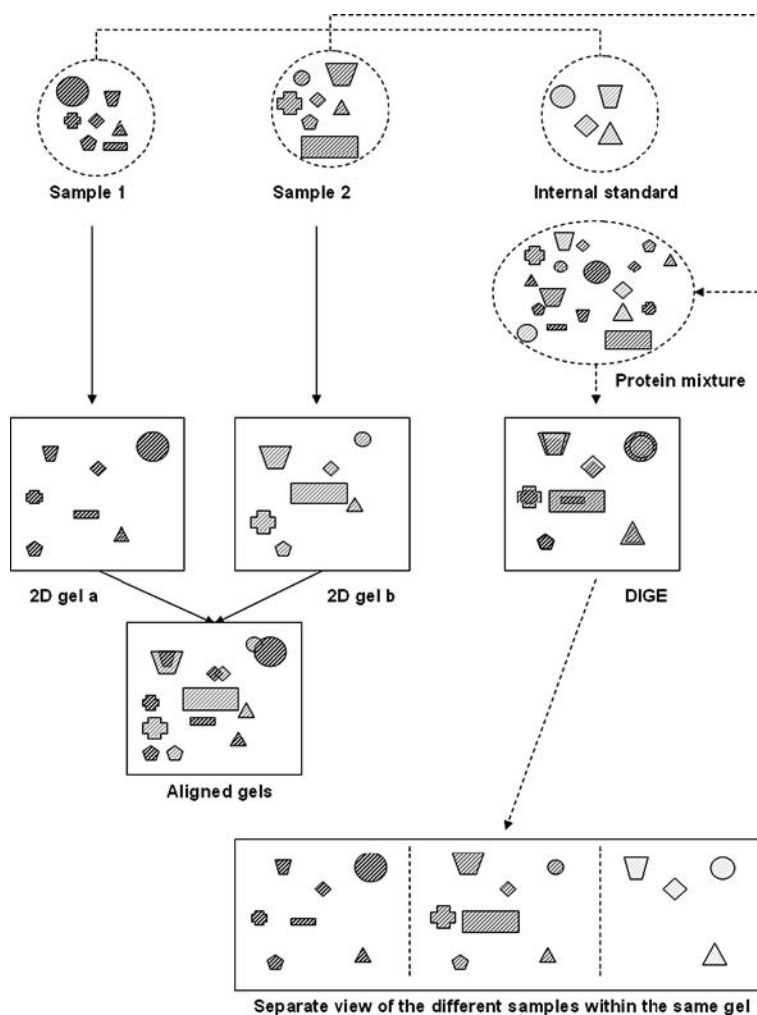 Sample 1
Sample 2
Internal standard
Protein mixture
2D gel a
2D gel b
DIGE
Aligned gels
Separate view of the different samples within the same gel